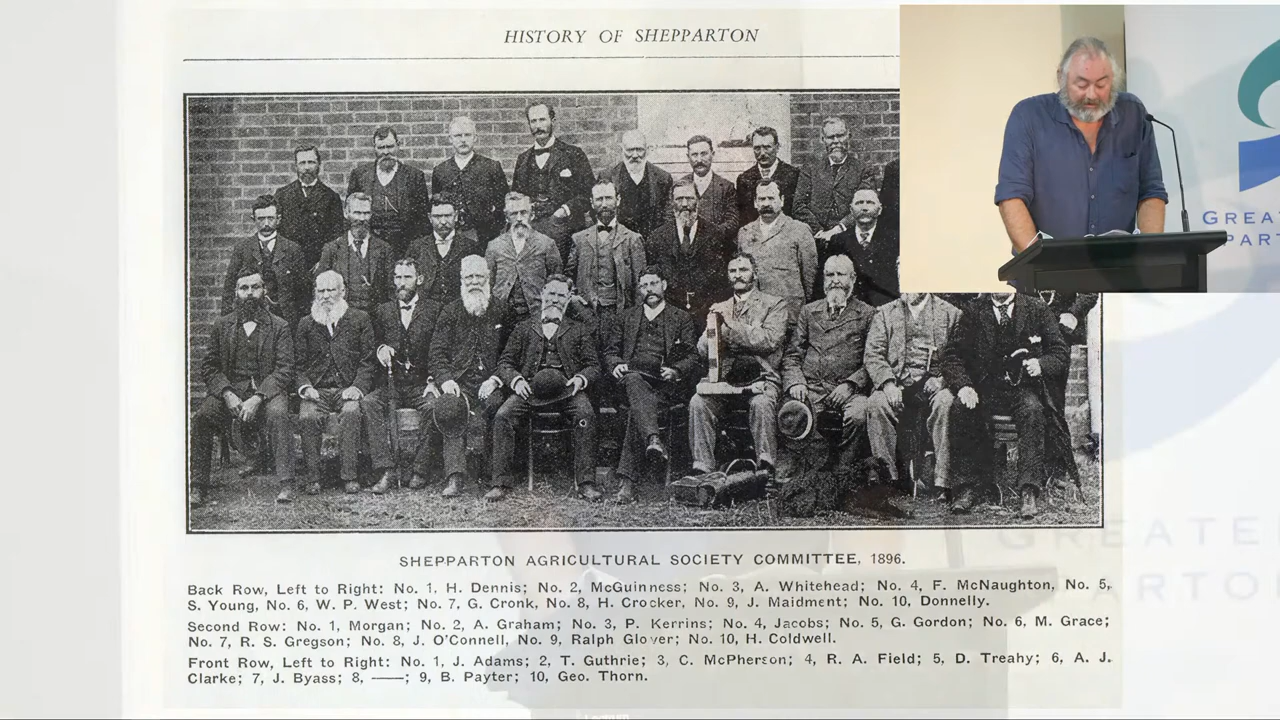 HISTORY OF SHEPPARTON
GREA
PART
SHEPPARTON AGRICULTURAL SOCIETY COMMITTEE, 1896.
Back Row, Left to Right: No. 1, H. Dennis; No. 2, McGuinness; No. 3, A. Whitehead; No. 4, F. McNaughton, No. 5,
S. Young, No. 6, W. P. West; No. 7, G. Cronk, No. 8, H. Crocker, No. 9, J. Maidment; No. 10, Donnelly.
Second Row: No. 1, Morgan; No. 2, A. Graham; No. 3, P. Kerrins; No. 4, Jacobs; No. 5, G. Gordon; No. 6, M. Grace;
No. 7, R. S. Gregson; No. 8, J. O'Connell, No. 9, Ralph Glover; No. 10, H. Coldwell.
Front Row, Left to Right: No. 1, J. Adams; 2, T. Guthrie; 3, C. McPherson; 4, R. A. Field; 5, D. Treahy; 6, A. J.
Clarke; 7, J. Byass; 8, ——; 9, B. Payter; 10, Geo. Thorn.
GREATE
PARTO